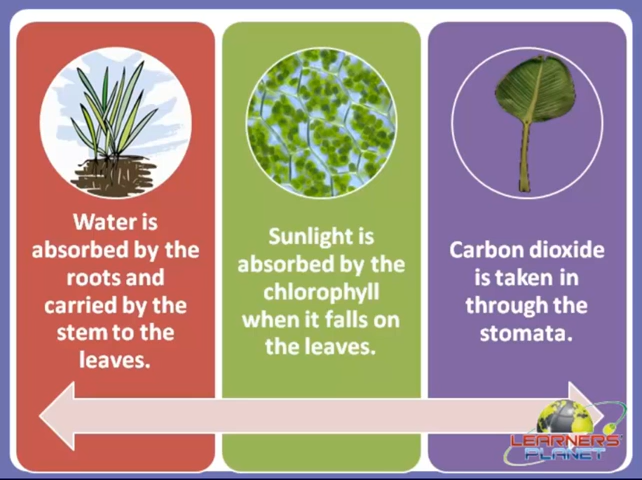 Water is
absorbed by the
roots and
carried by the
stem to the
leaves.
Sunlight is
absorbed by the
chlorophyll
when it falls on
the leaves.
Carbon dioxide
is taken in
through the
stomata.
LEARNERS
PLANET